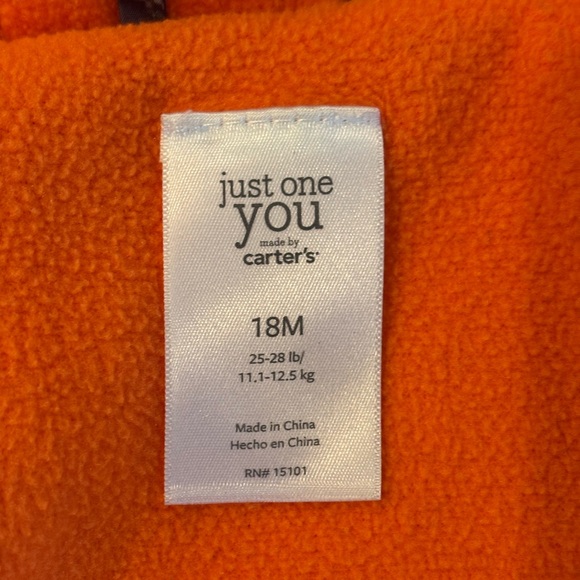 just one
you
made by
carter's
18M
25-28 lb/
11.1-12.5 kg
Made in China
Hecho en China
RN# 15101